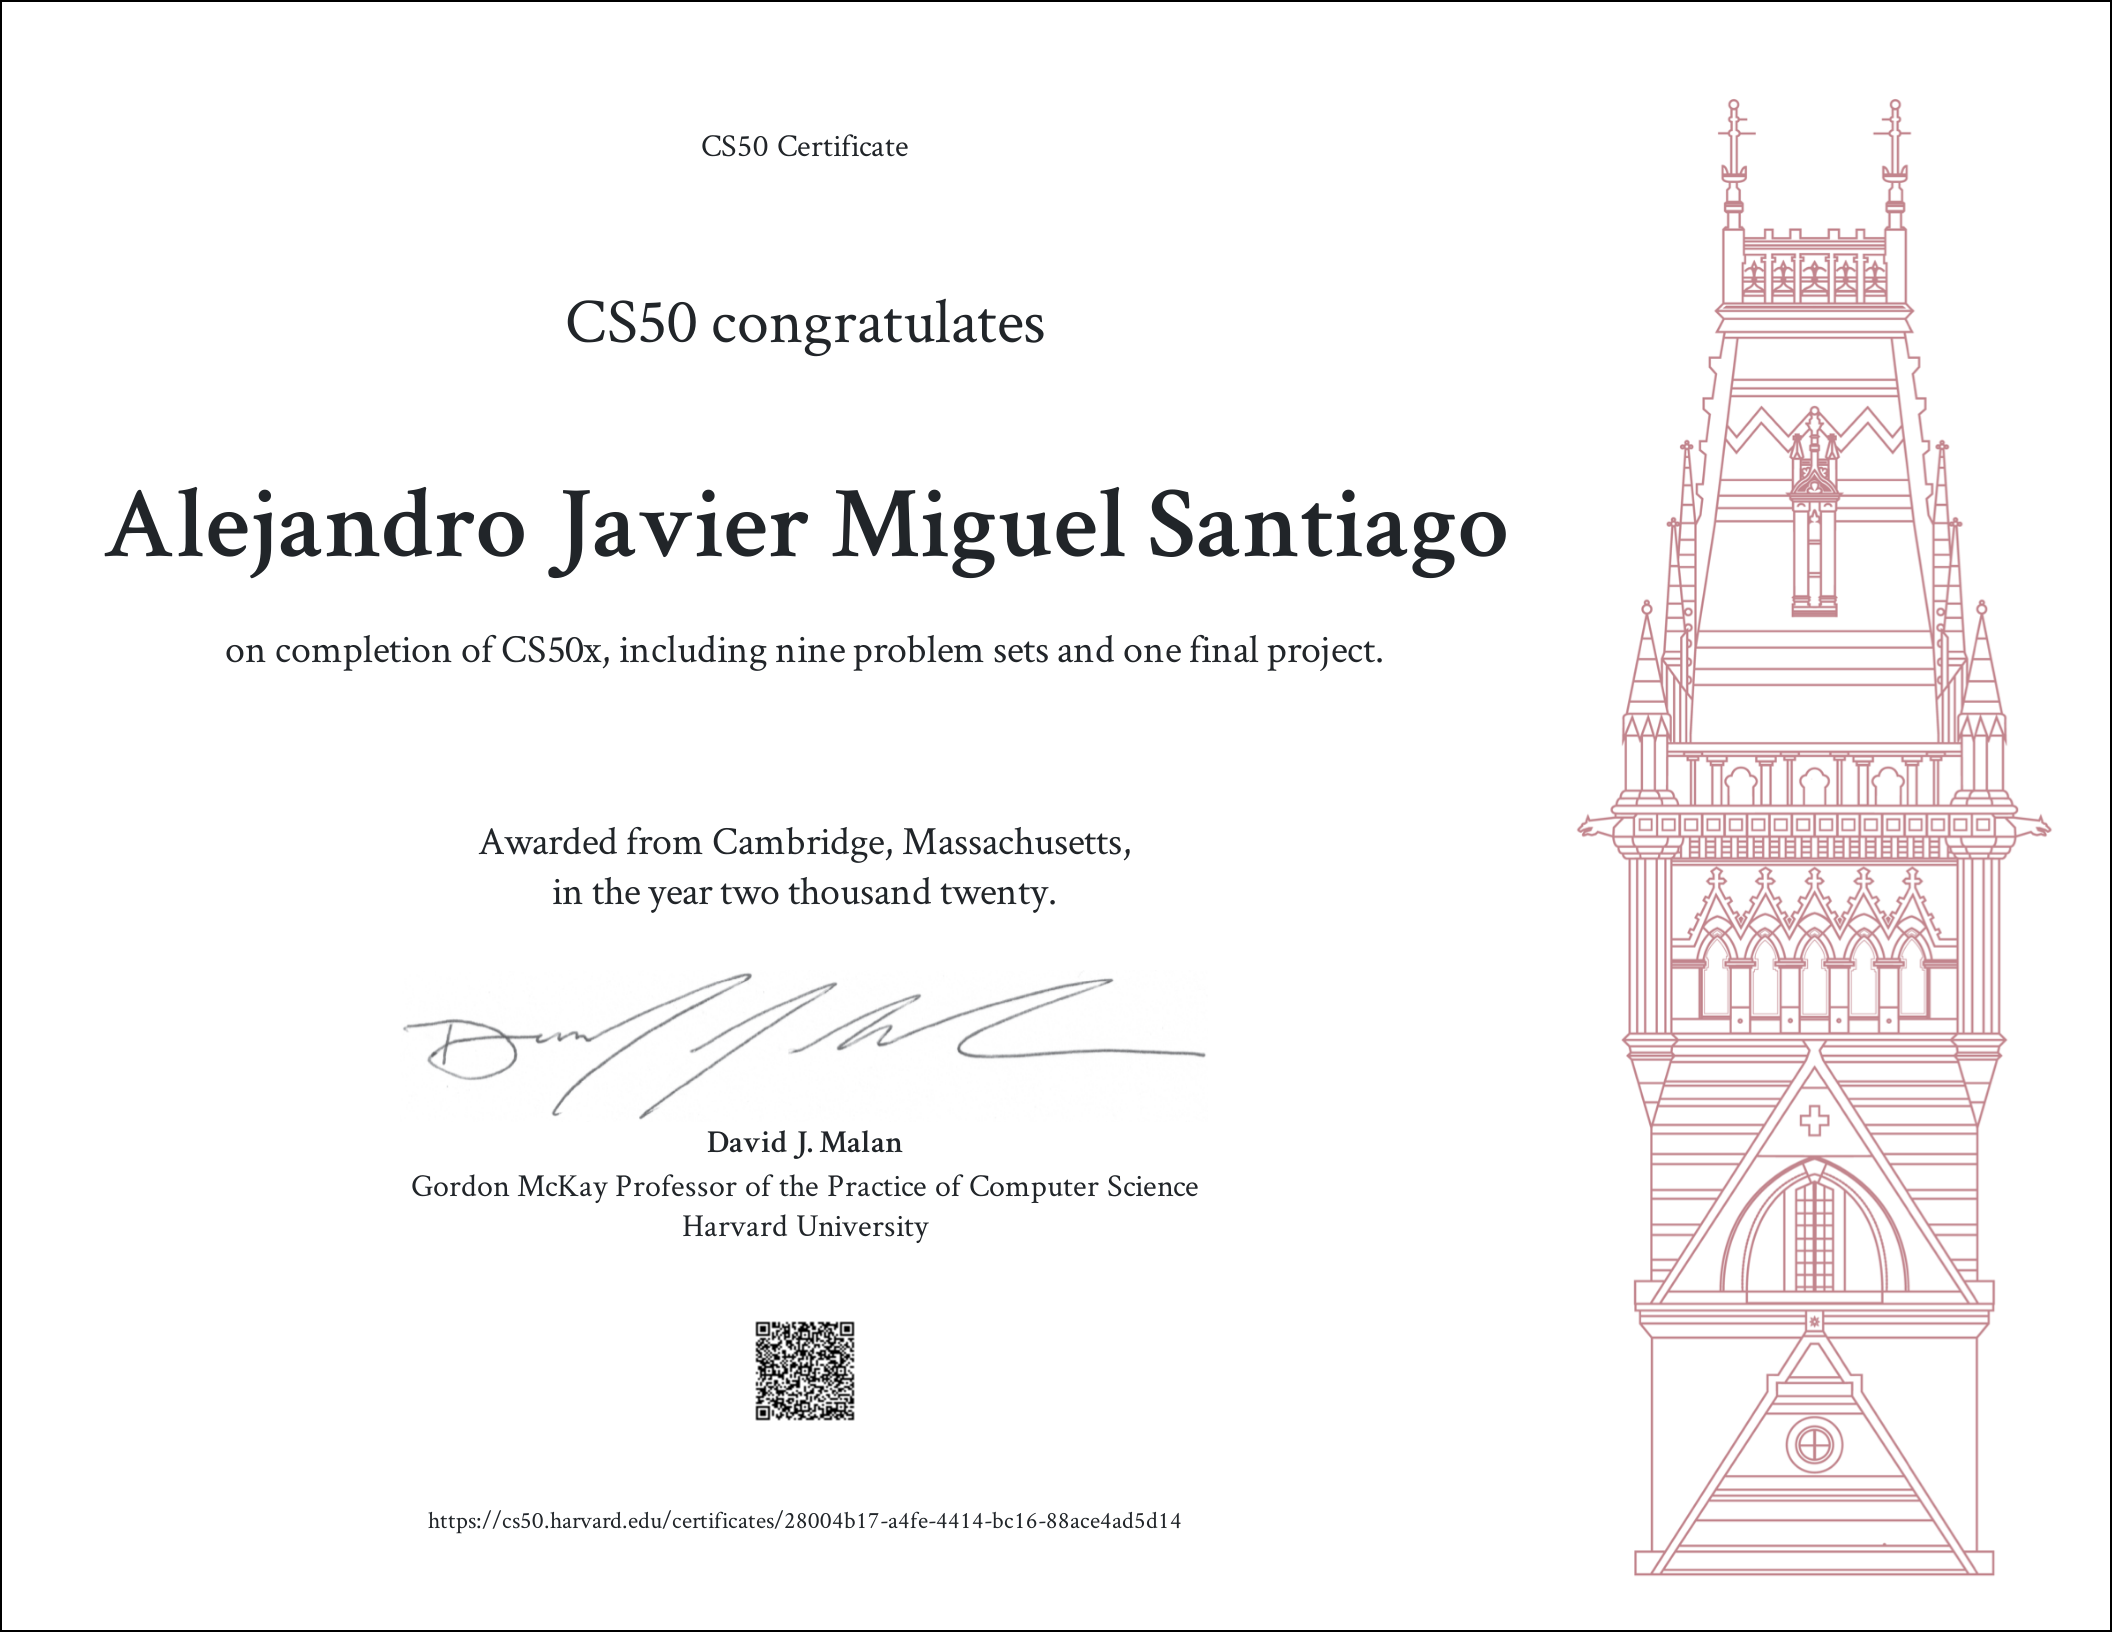 CS50 Certificate
CS50 congratulates
Alejandro Javier Miguel Santiago
on completion of CS50x, including nine problem sets and one final project.
Awarded from Cambridge, Massachusetts,
in the year two thousand twenty.
David J. Malan
Gordon McKay Professor of the Practice of Computer Science
Harvard University
https://cs50.harvard.edu/certificates/28004b17-a4fe-4414-bc16-88ace4ad5d14